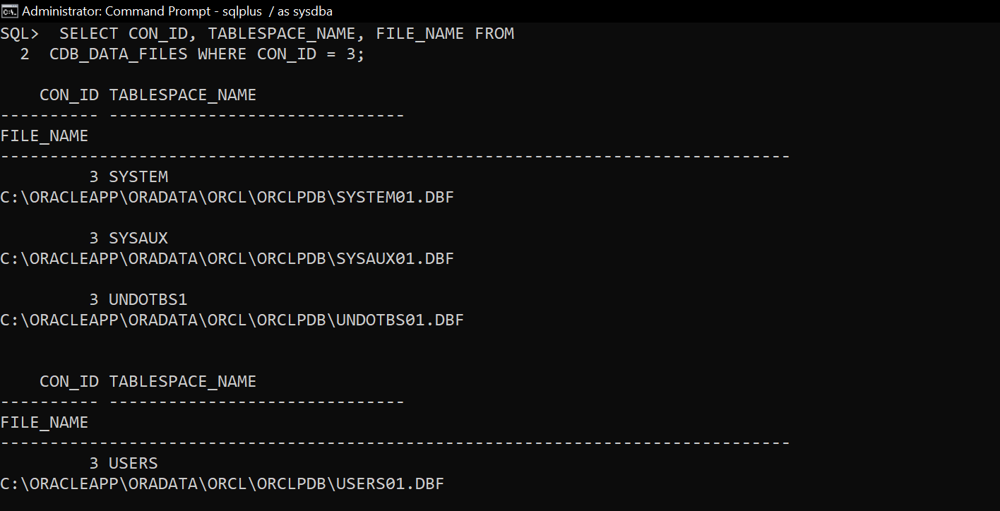 Administrator: Command Prompt - sqlplus  / as sysdba
SQL>  SELECT CON_ID, TABLESPACE_NAME, FILE_NAME FROM
  2  CDB_DATA_FILES WHERE CON_ID = 3;
    CON_ID TABLESPACE_NAME
---------- ------------------------------
FILE_NAME
--------------------------------------------------------------------------------
         3 SYSTEM
C:\ORACLEAPP\ORADATA\ORCL\ORCLPDB\SYSTEM01.DBF
         3 SYSAUX
C:\ORACLEAPP\ORADATA\ORCL\ORCLPDB\SYSAUX01.DBF
         3 UNDOTBS1
C:\ORACLEAPP\ORADATA\ORCL\ORCLPDB\UNDOTBS01.DBF
    CON_ID TABLESPACE_NAME
---------- ------------------------------
FILE_NAME
--------------------------------------------------------------------------------
         3 USERS
C:\ORACLEAPP\ORADATA\ORCL\ORCLPDB\USERS01.DBF